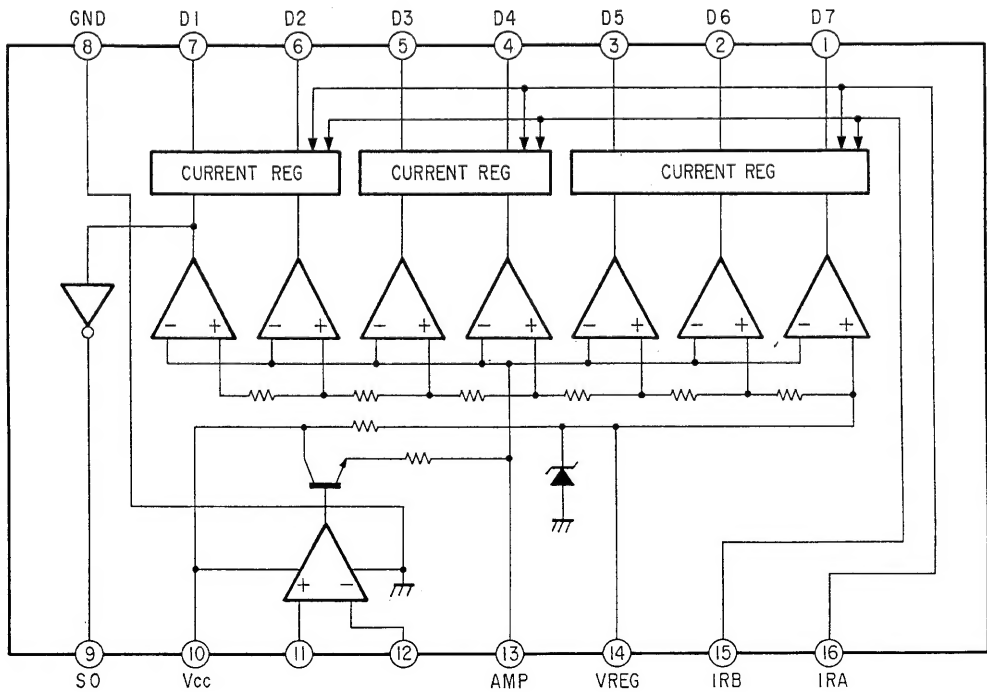 GND D1 D2 D3 D4 D5 D6 D7
8 7 6 5 4 3 2 1
CURRENT REG CURRENT REG CURRENT REG
- + - + - + - + - + - + - +
+ -
9 10 11 12 13 14 15 16
SO Vcc AMP VREG IRB IRA